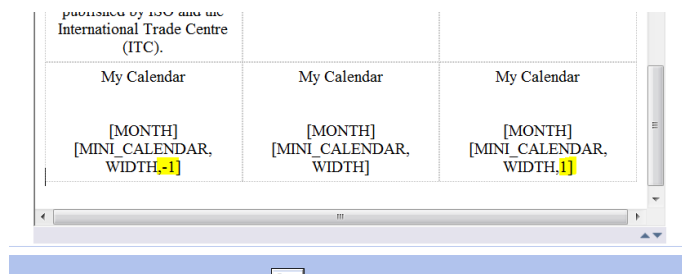 published by ISO and the
International Trade Centre
(ITC).
My Calendar
[MONTH]
[MINI_CALENDAR,
WIDTH,-1]
My Calendar
[MONTH]
[MINI_CALENDAR,
WIDTH]
My Calendar
[MONTH]
[MINI_CALENDAR,
WIDTH,1]